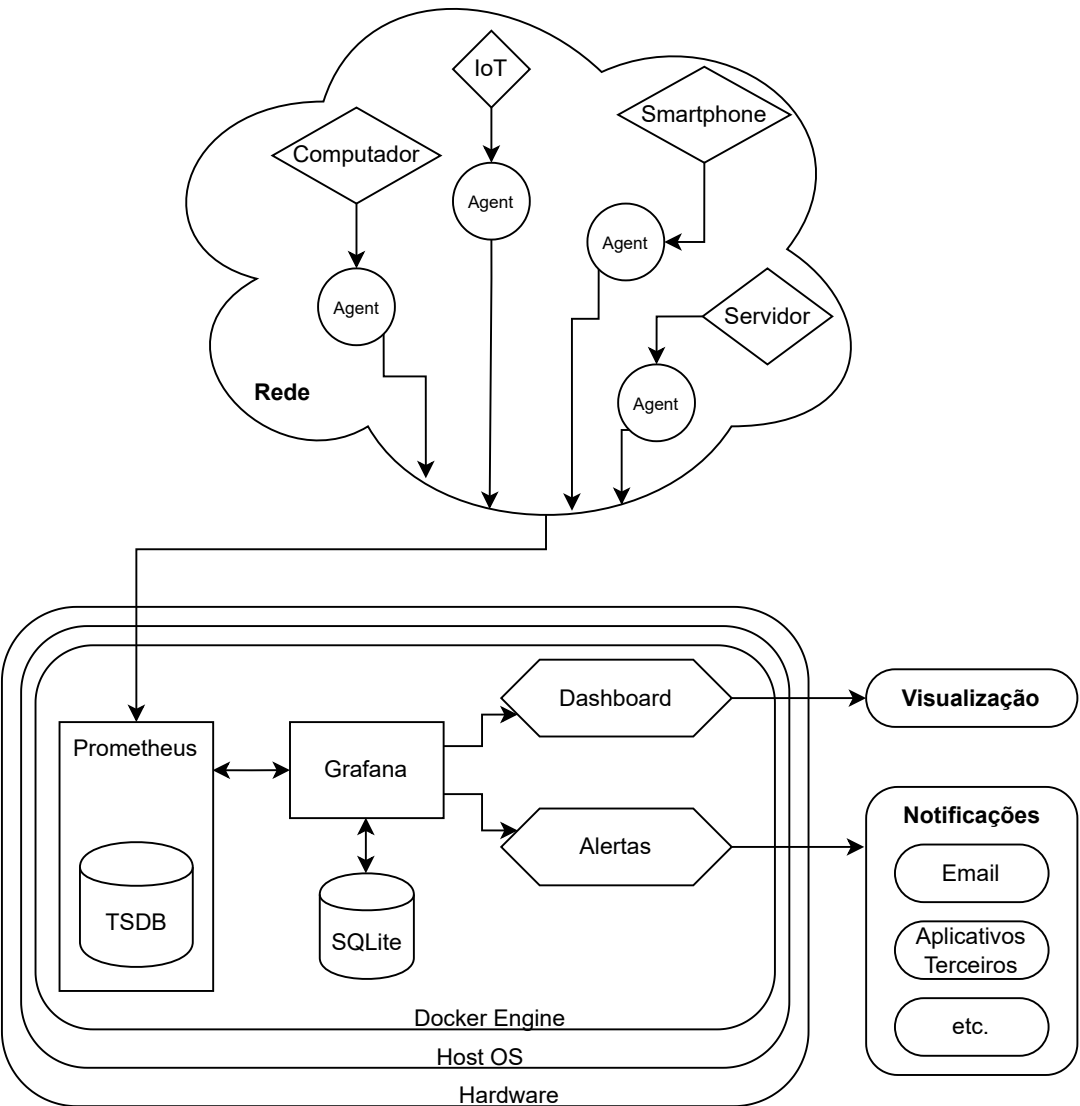 IoT
Smartphone
Computador
Agent
Agent
Agent
Servidor
Rede
Agent
Dashboard
Visualização
Prometheus
Grafana
Notificações
Alertas
Email
TSDB
SQLite
Aplicativos
Terceiros
Docker Engine
etc.
Host OS
Hardware